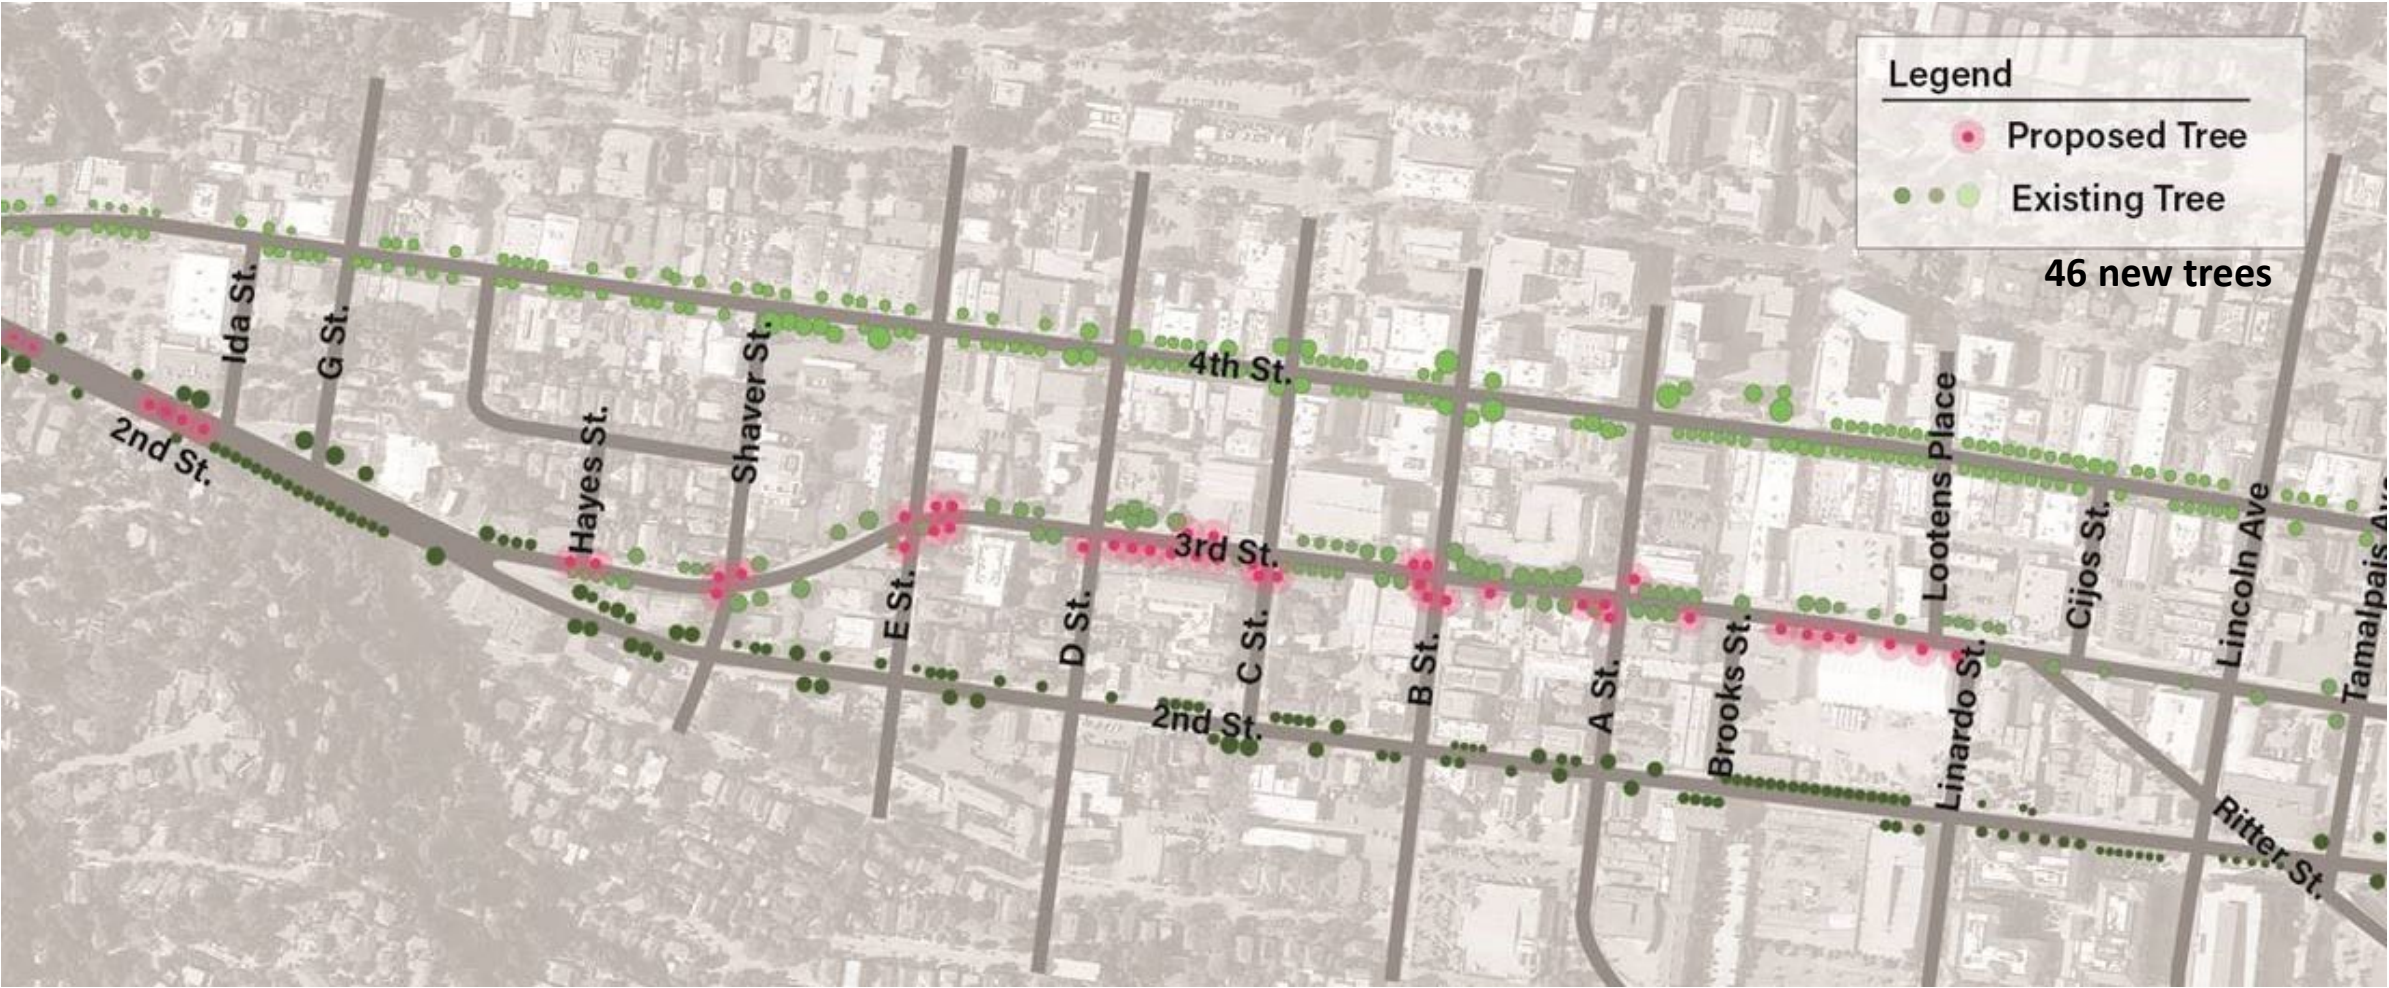 Legend
Proposed Tree
Existing Tree
46 new trees
Ida St.
G St.
2nd St.
Hayes St.
Shaver St.
4th St.
3rd St.
E St.
D St.
C St.
2nd St.
B St.
A St.
Brooks St.
Lootens Place
Linardo St.
Cijos St.
Lincoln Ave
Tamalpais Ave
Ritter St.